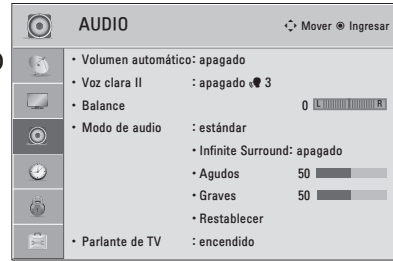 AUDIO
Mover Ingresar
• Volumen automático: apagado
• Voz clara II : apagado 3
• Balance 0 L R
• Modo de audio : estándar
• Infinite Surround: apagado
• Agudos 50
• Graves 50
• Restablecer
• Parlante de TV : encendido